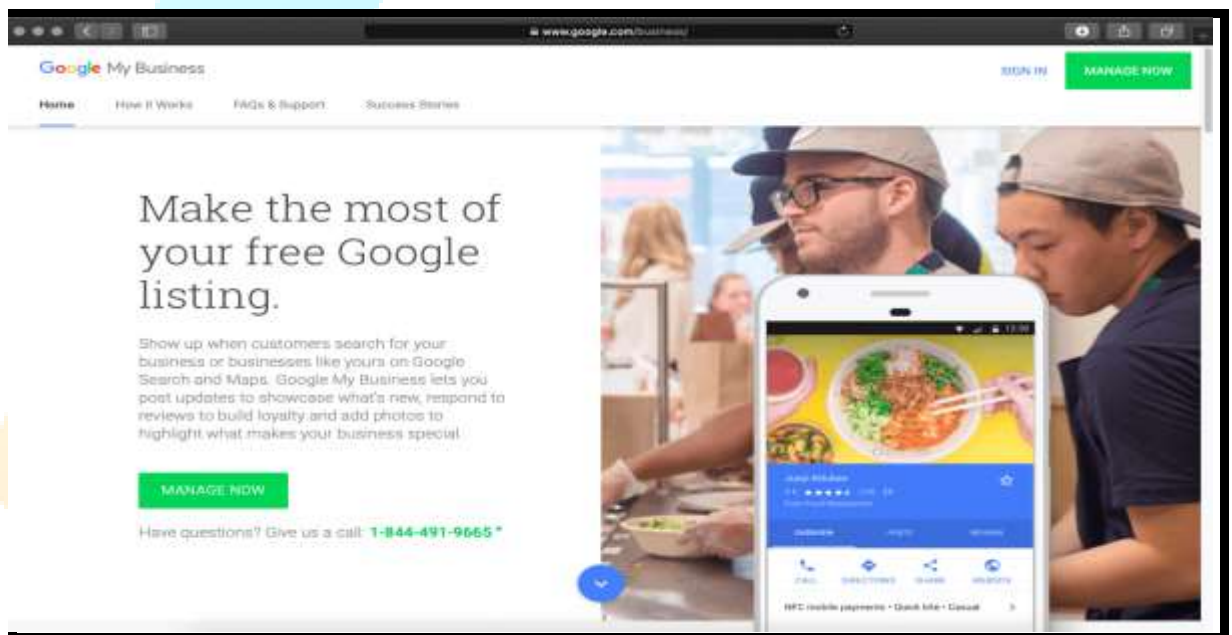 www.google.com/business/
Google My Business
SIGN IN
MANAGE NOW
Home
How it Works
FAQs & Support
Success Stories
Make the most of
your free Google
listing.
Show up when customers search for your
business or businesses like yours on Google
Search and Maps. Google My Business lets you
post updates to showcase what's new, respond to
reviews to build loyalty and add photos to
highlight what makes your business special
MANAGE NOW
Have questions? Give us a call: 1-844-491-9665 *
CALL
DIRECTIONS
SHARE
WEBSITE
NFC mobile payments • Quick bite • Casual